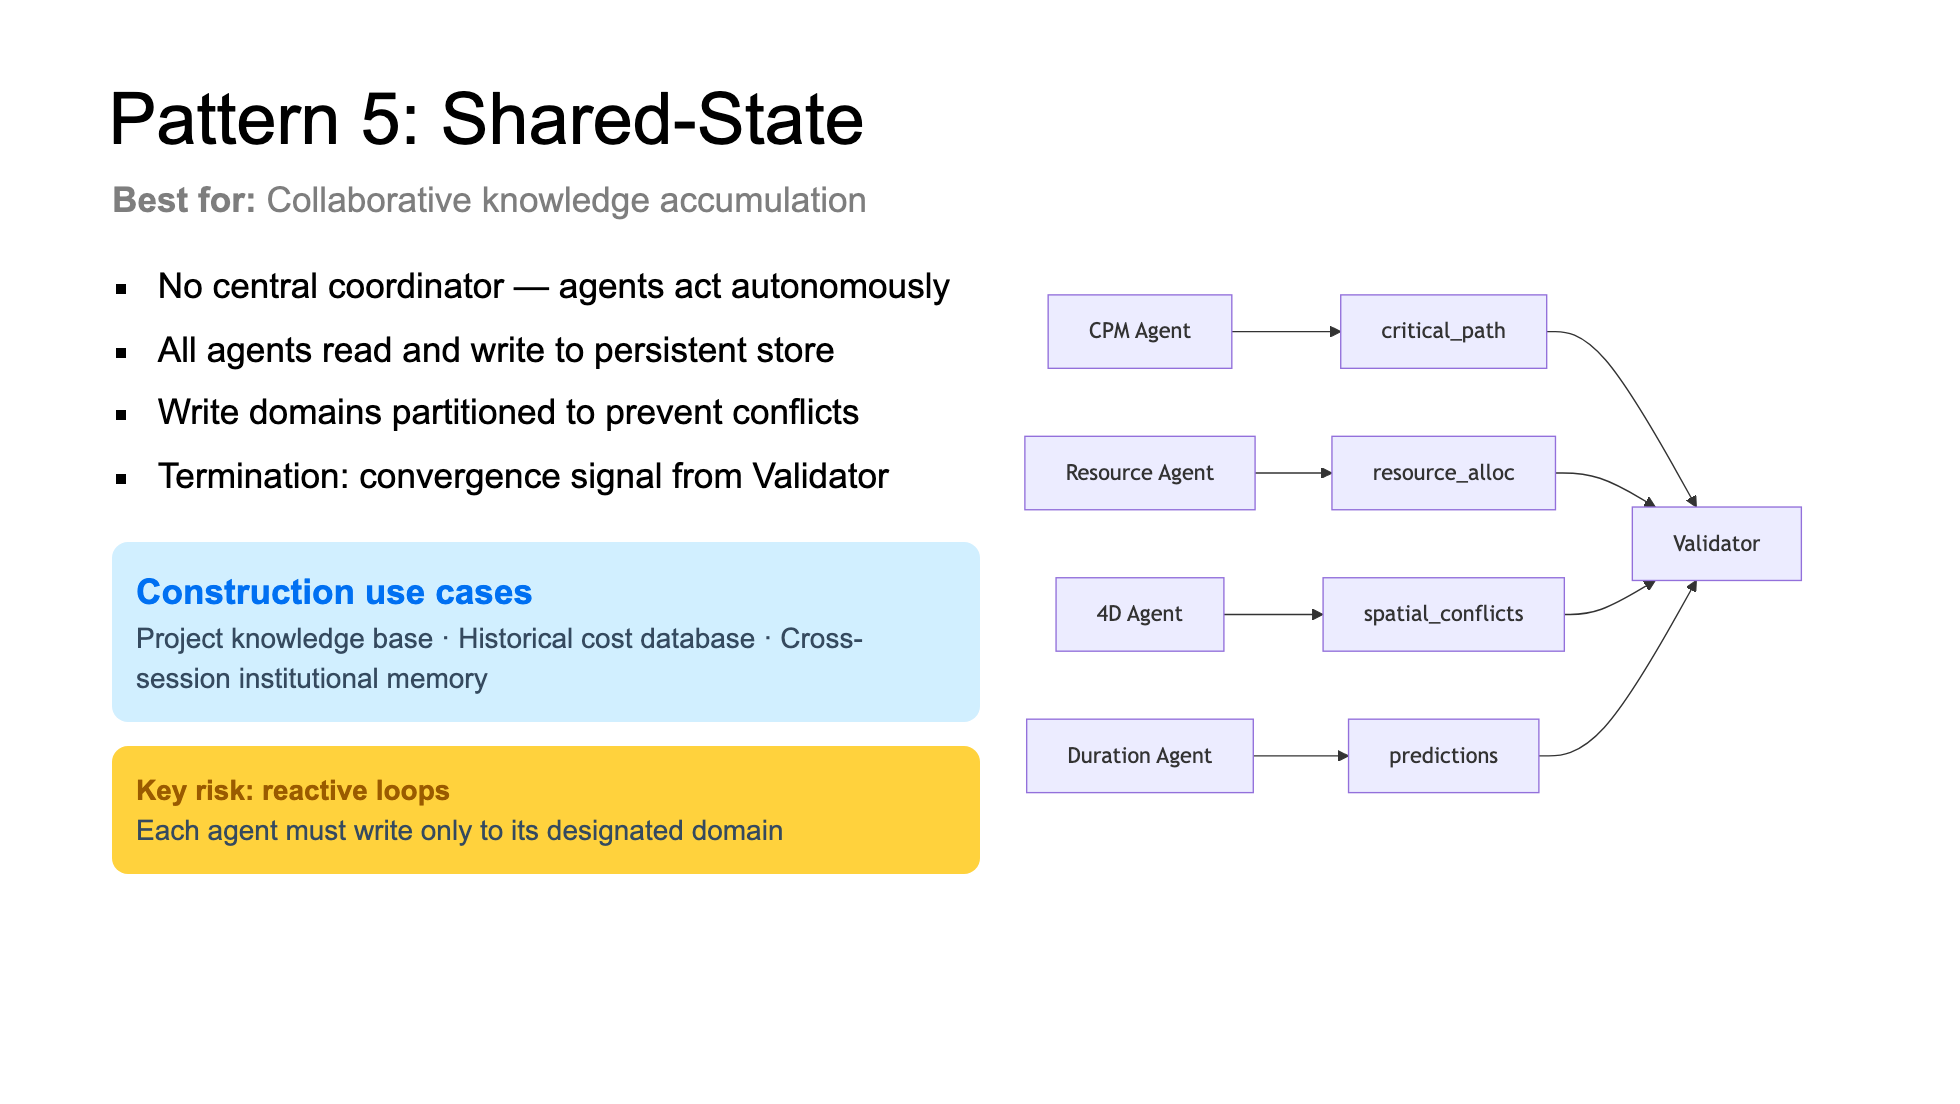 Pattern 5: Shared-State
Best for: Collaborative knowledge accumulation
▪ No central coordinator — agents act autonomously
▪ All agents read and write to persistent store
▪ Write domains partitioned to prevent conflicts
▪ Termination: convergence signal from Validator
Construction use cases
Project knowledge base · Historical cost database · Cross-
session institutional memory
Key risk: reactive loops
Each agent must write only to its designated domain
CPM Agent
critical_path
Resource Agent
resource_alloc
Validator
4D Agent
spatial_conflicts
Duration Agent
predictions